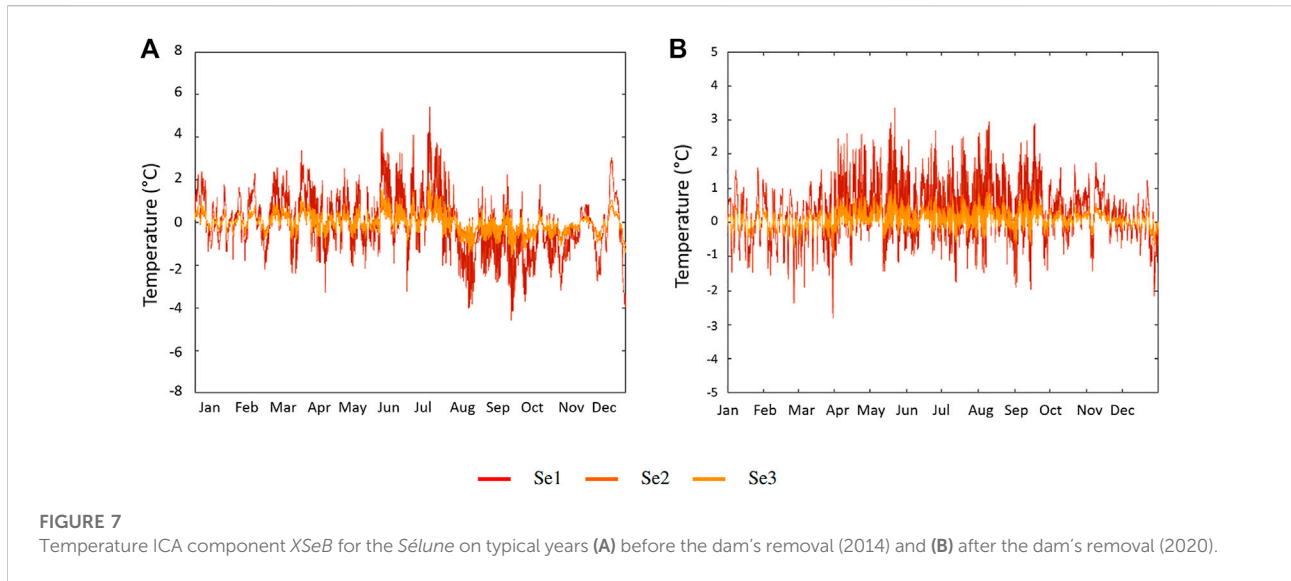 A
Temperature (°C)
8
6
4
2
0
-2
-4
-6
-8
Jan Feb Mar Apr May Jun Jul Aug Sep Oct Nov Dec
B
Temperature (°C)
5
4
3
2
1
0
-1
-2
-3
-4
-5
Jan Feb Mar Apr May Jun Jul Aug Sep Oct Nov Dec
Se1 Se2 Se3
FIGURE 7
Temperature ICA component XSeB for the Sélune on typical years (A) before the dam's removal (2014) and (B) after the dam's removal (2020).